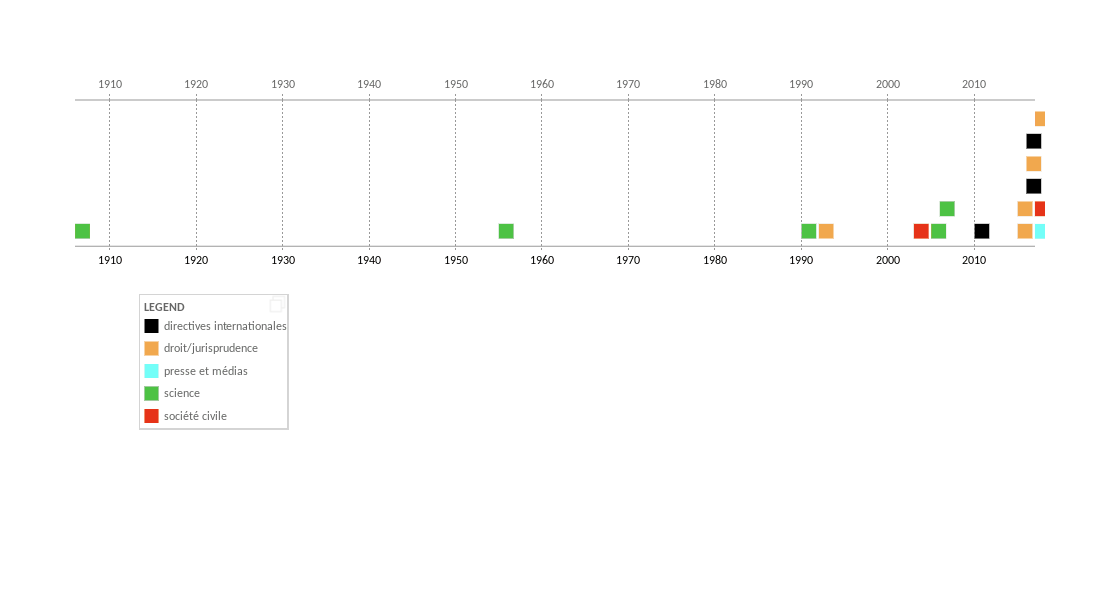 1910 1920 1930 1940 1950 1960 1970 1980 1990 2000 2010
1910 1920 1930 1940 1950 1960 1970 1980 1990 2000 2010
LEGEND
directives internationales
droit/jurisprudence
presse et médias
science
société civile